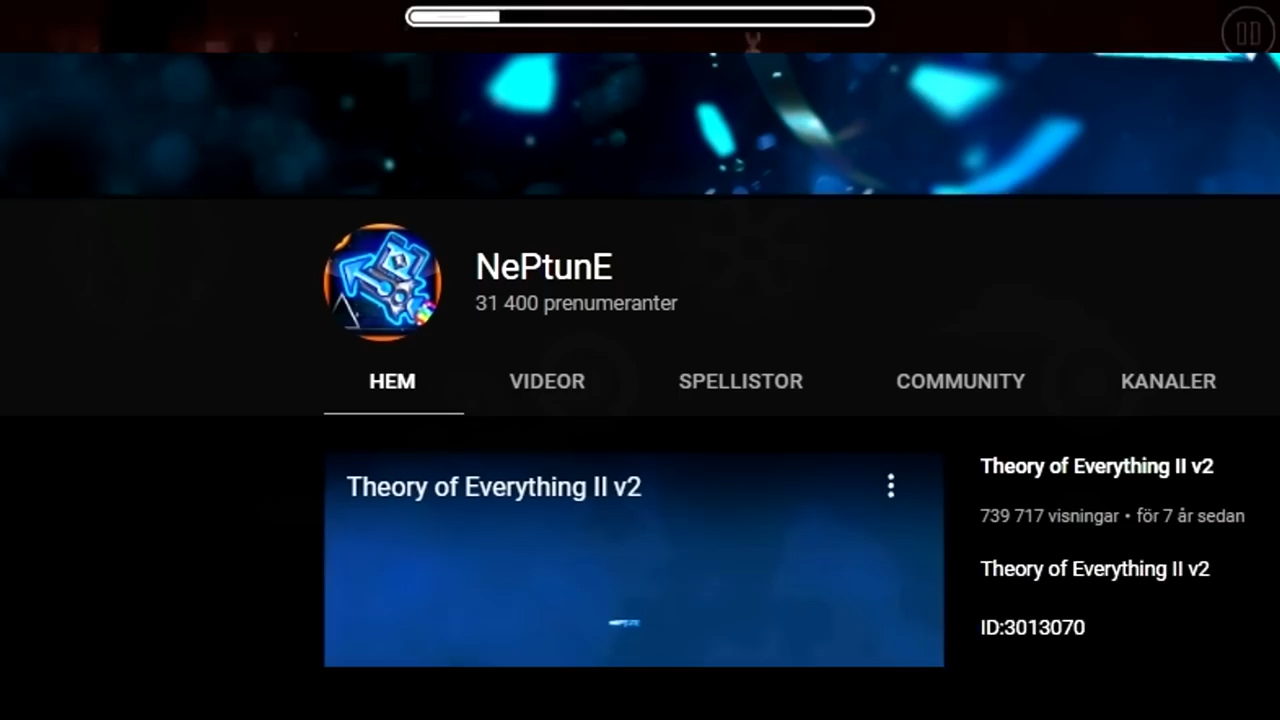 NePtunE
31 400 prenumeranter
HEM VIDEOR SPELLISTOR COMMUNITY KANALER
Theory of Everything II v2
Theory of Everything II v2
739 717 visningar • för 7 år sedan
Theory of Everything II v2
ID:3013070